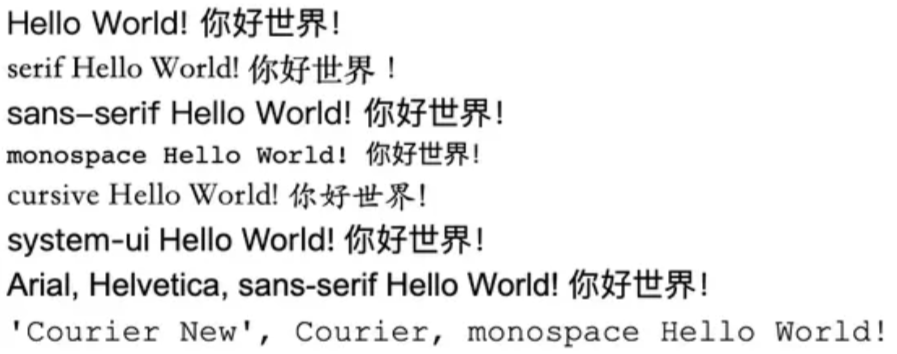 Hello World! 你好世界！
serif Hello World! 你好世界！
sans-serif Hello World! 你好世界！
monospace Hello World! 你好世界！
cursive Hello World! 你好世界！
system-ui Hello World! 你好世界！
Arial, Helvetica, sans-serif Hello World! 你好世界！
'Courier New', Courier, monospace Hello World!